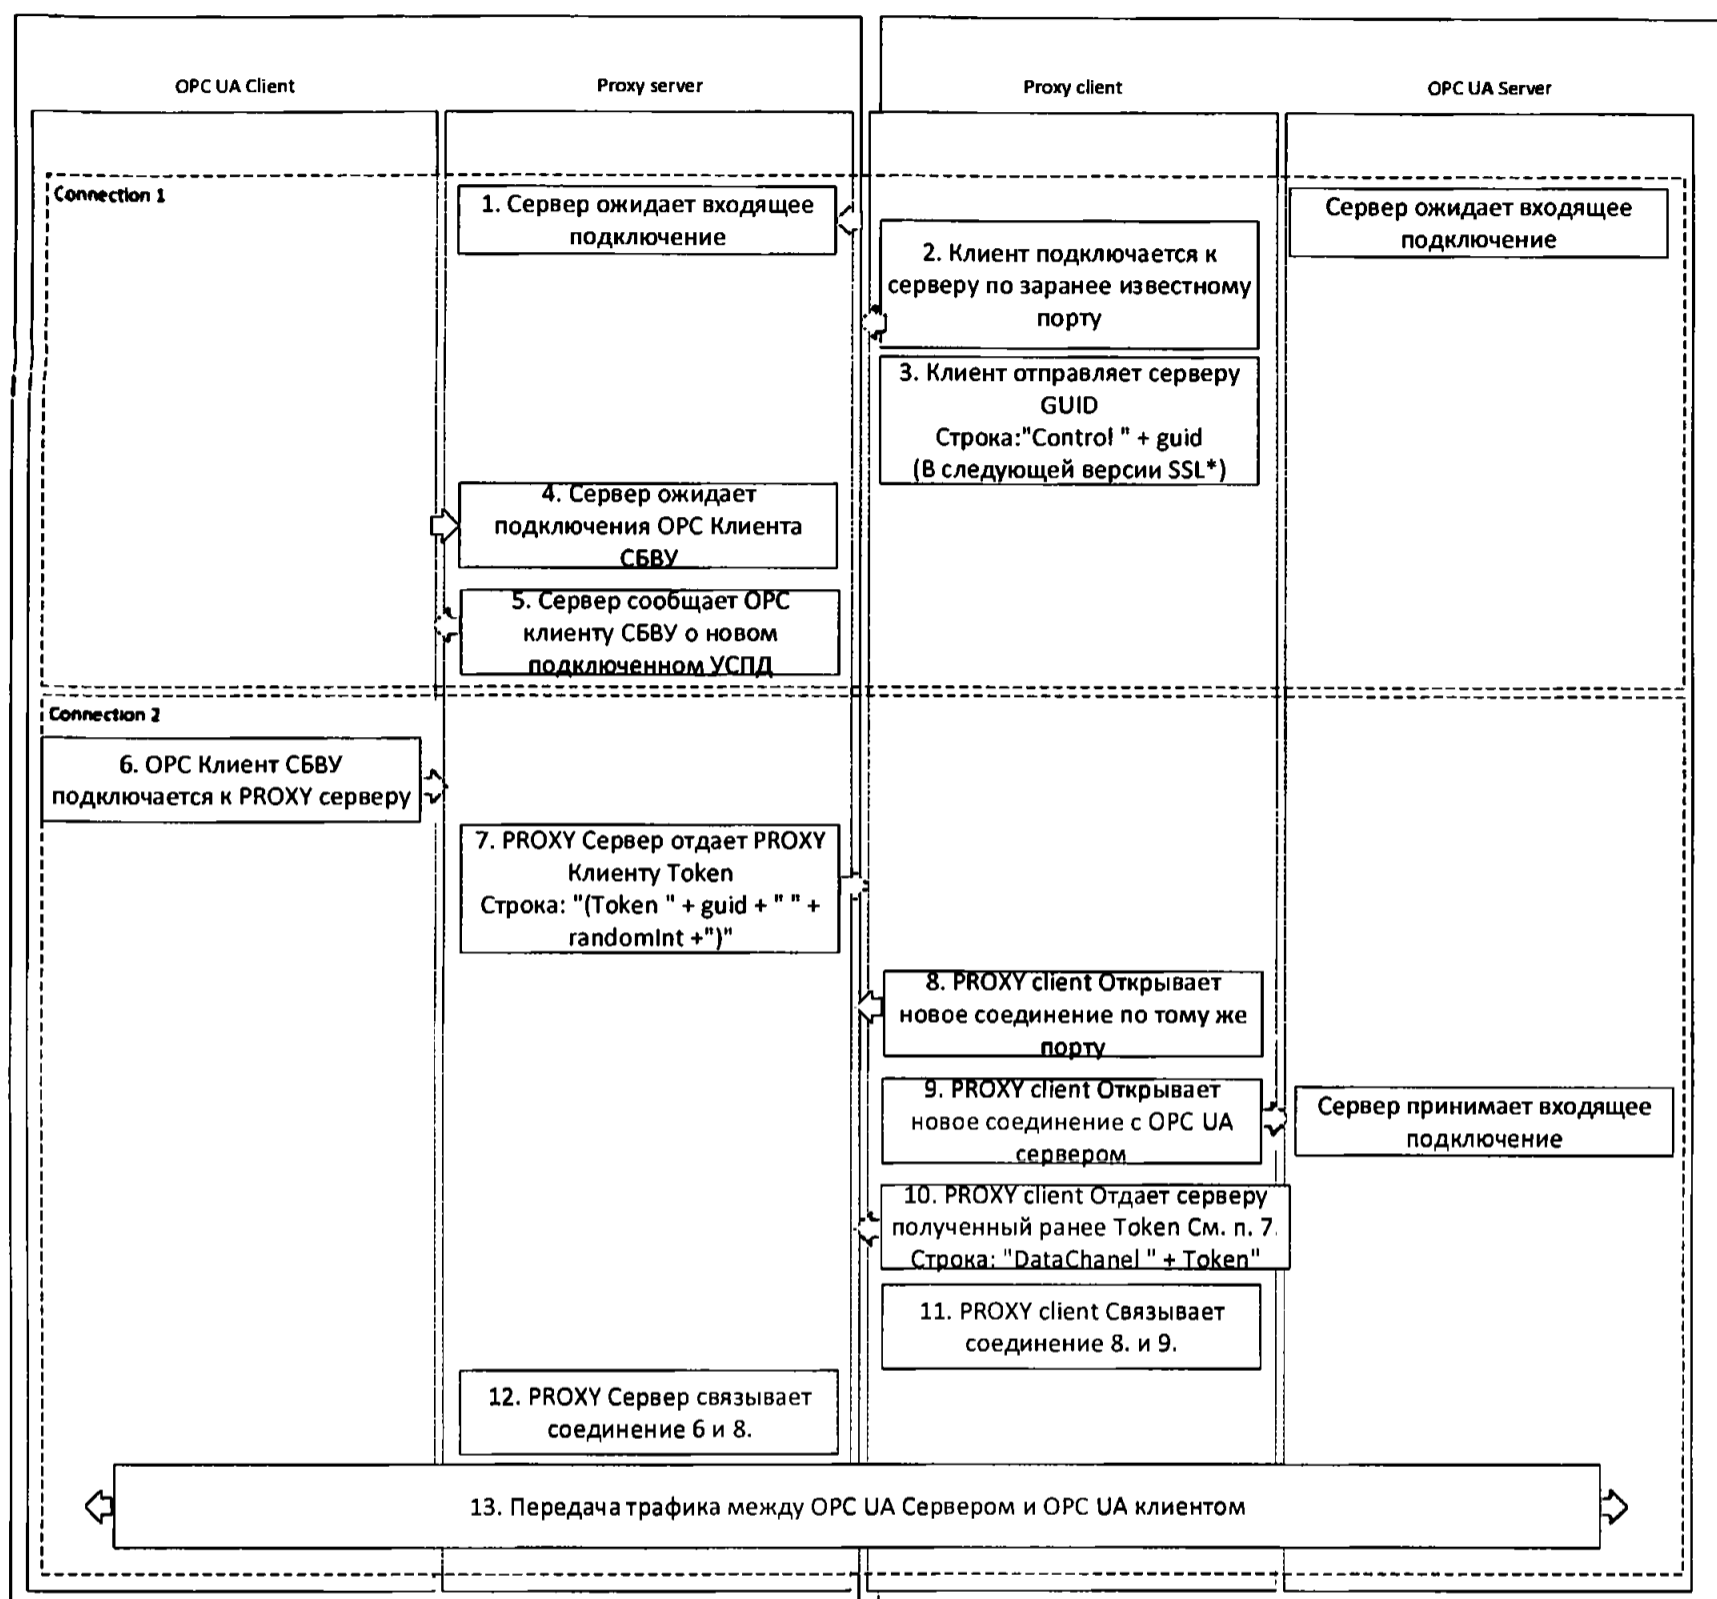 OPC UA Client
Proxy server
Proxy client
OPC UA Server
Connection 1
1. Сервер ожидает входящее
подключение
Сервер ожидает входящее
подключение
2. Клиент подключается к
серверу по заранее известному
порту
3. Клиент отправляет серверу
GUID
Строка:"Control " + guid
(В следующей версии SSL*)
4. Сервер ожидает
подключения ОРС Клиента
СБВУ
5. Сервер сообщает ОРС
клиенту СБВУ о новом
подключенном УСПД
Connection 2
6. ОРС Клиент СБВУ
подключается к PROXY серверу
7. PROXY Сервер отдает PROXY
Клиенту Token
Строка: "(Token " + guid + " " +
randomInt +")"
8. PROXY client Открывает
новое соединение по тому же
порту
9. PROXY client Открывает
новое соединение с OPC UA
сервером
Сервер принимает входящее
подключение
10. PROXY client Отдает серверу
полученный ранее Token См. п. 7.
Строка: "DataChanel " + Token"
11. PROXY client Связывает
соединение 8. и 9.
12. PROXY Сервер связывает
соединение 6 и 8.
13. Передача трафика между OPC UA Сервером и OPC UA клиентом